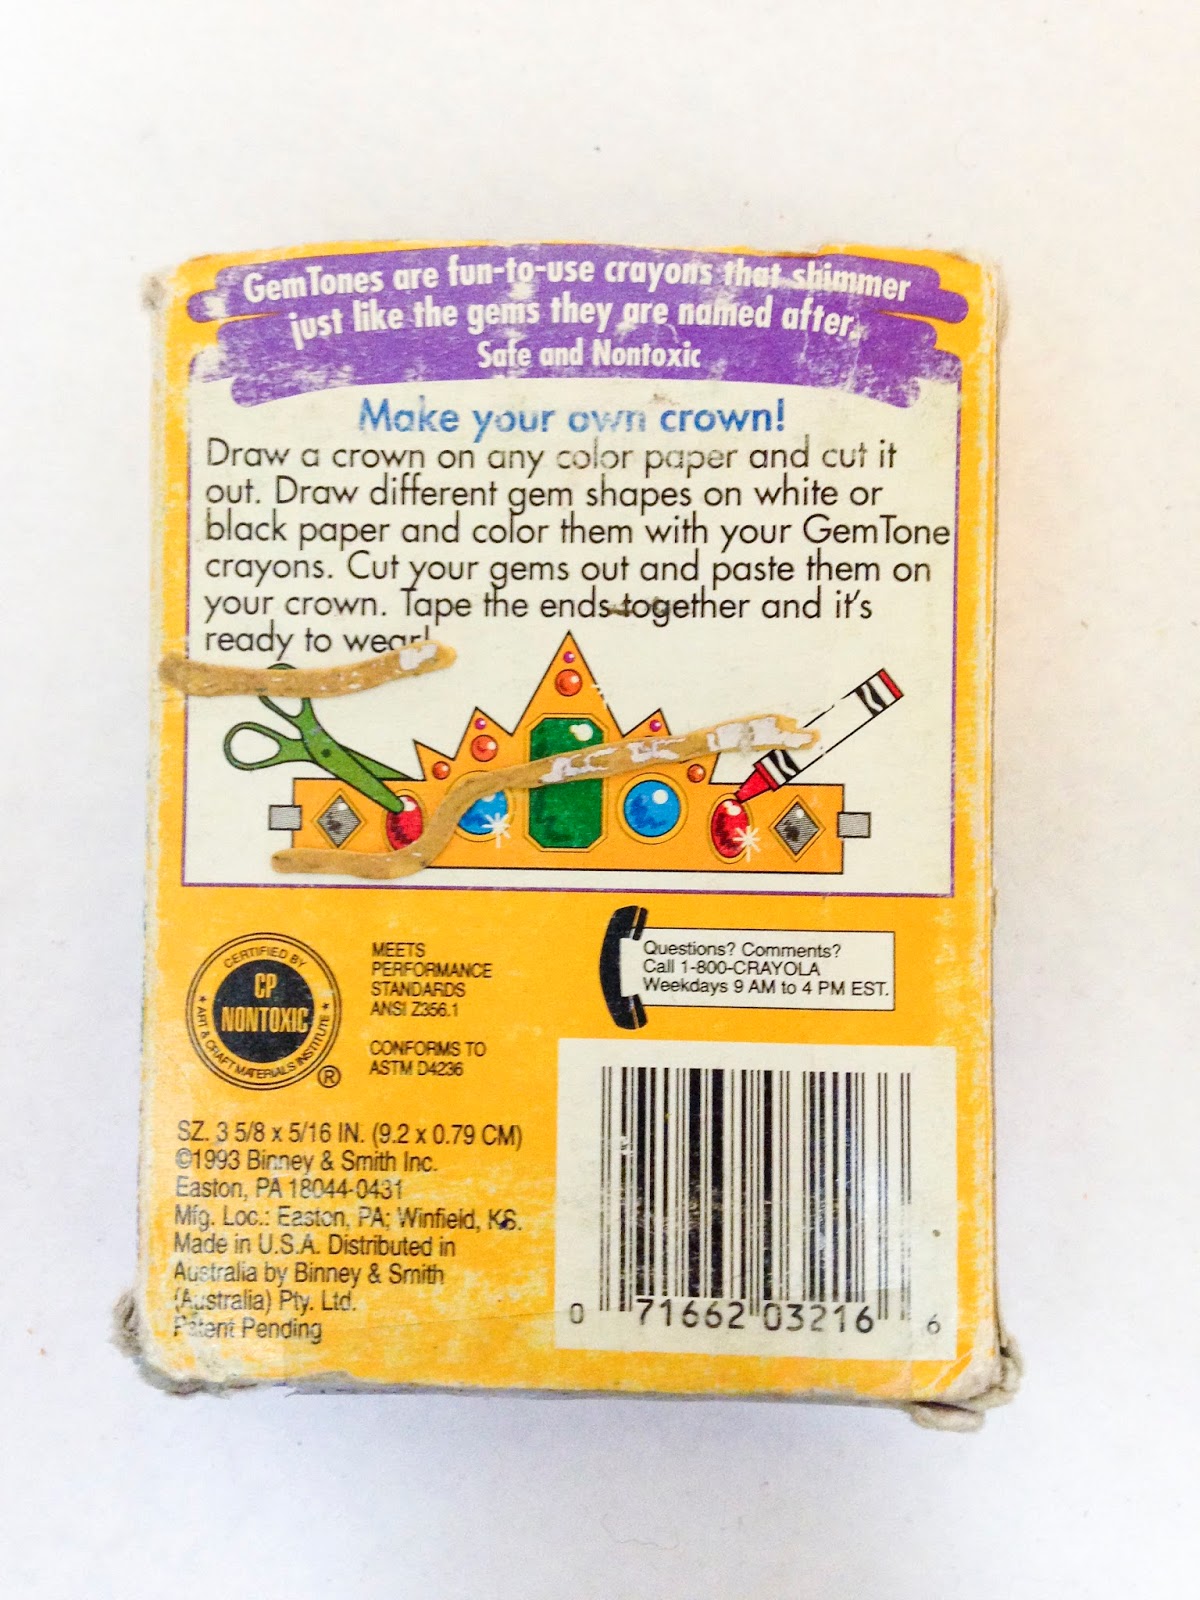 GemTones are fun-to-use crayons that shimmer
just like the gems they are named after.
Safe and Nontoxic
Make your own crown!
Draw a crown on any color paper and cut it
out. Draw different gem shapes on white or
black paper and color them with your GemTone
crayons. Cut your gems out and paste them on
your crown. Tape the ends together and it's
ready to wear!
CERTIFIED BY
CP
NONTOXIC
ART & CRAFT MATERIALS INSTITUTE
®
MEETS
PERFORMANCE
STANDARDS
ANSI Z356.1
CONFORMS TO
ASTM D4236
Questions? Comments?
Call 1-800-CRAYOLA
Weekdays 9 AM to 4 PM EST.
SZ. 3 5/8 x 5/16 IN. (9.2 x 0.79 CM)
©1993 Binney & Smith Inc.
Easton, PA 18044-0431
Mfg. Loc.: Easton, PA; Winfield, KS.
Made in U.S.A. Distributed in
Australia by Binney & Smith
(Australia) Pty. Ltd.
Patent Pending
0 71662 03216 6